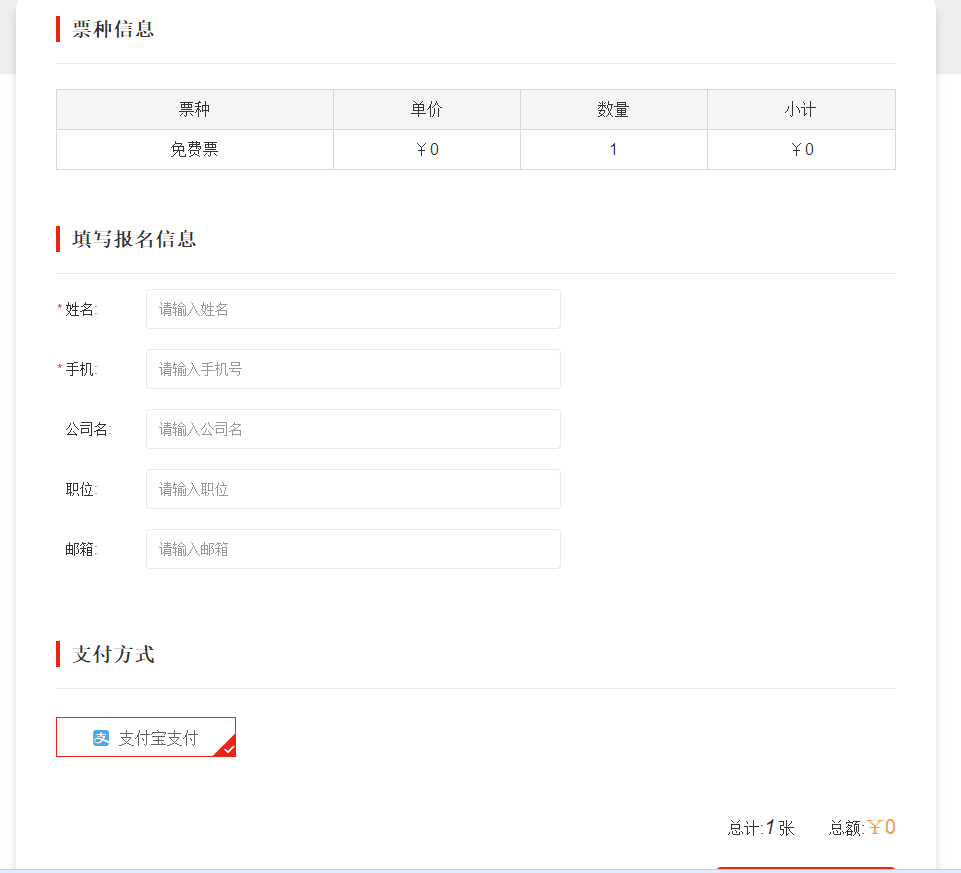 票种信息
票种 单价 数量 小计
免费票 ￥0 1 ￥0
填写报名信息
*姓名: 请输入姓名
*手机: 请输入手机号
公司名: 请输入公司名
职位: 请输入职位
邮箱: 请输入邮箱
支付方式
支 支付宝支付
总计:1 张 总额:￥0